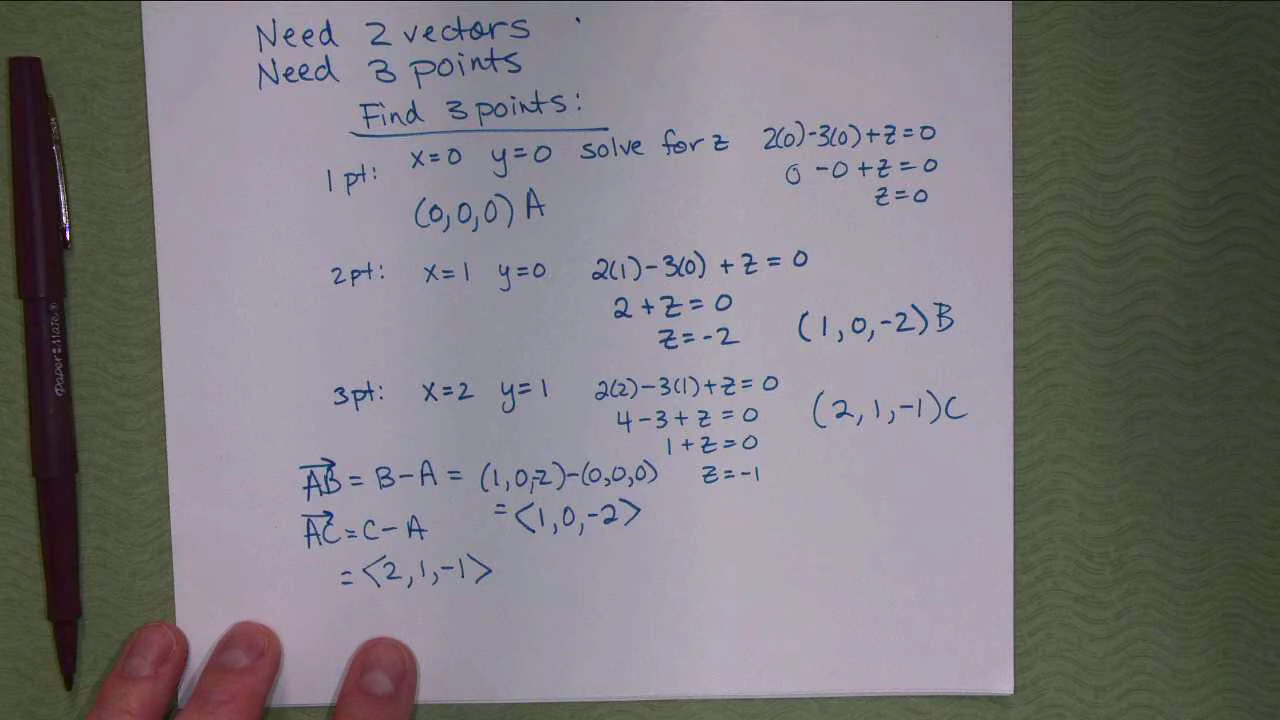 Need 2 vectors
Need 3 points
Find 3 points:
1 pt: x=0 y=0 solve for z 2(0)-3(0)+z=0
0 -0 +z=0
z=0
(0,0,0) A
2pt: x=1 y=0 2(1)-3(0)+z=0
2+z=0
z=-2 (1,0,-2) B
3pt: x=2 y=1 2(2)-3(1)+z=0
4-3+z=0 (2,1,-1) C
1+z=0
z=-1
→AB = B-A = (1,0,-2)-(0,0,0)
= <1,0,-2>
→AC = C-A
= <2,1,-1>
PaperMate®